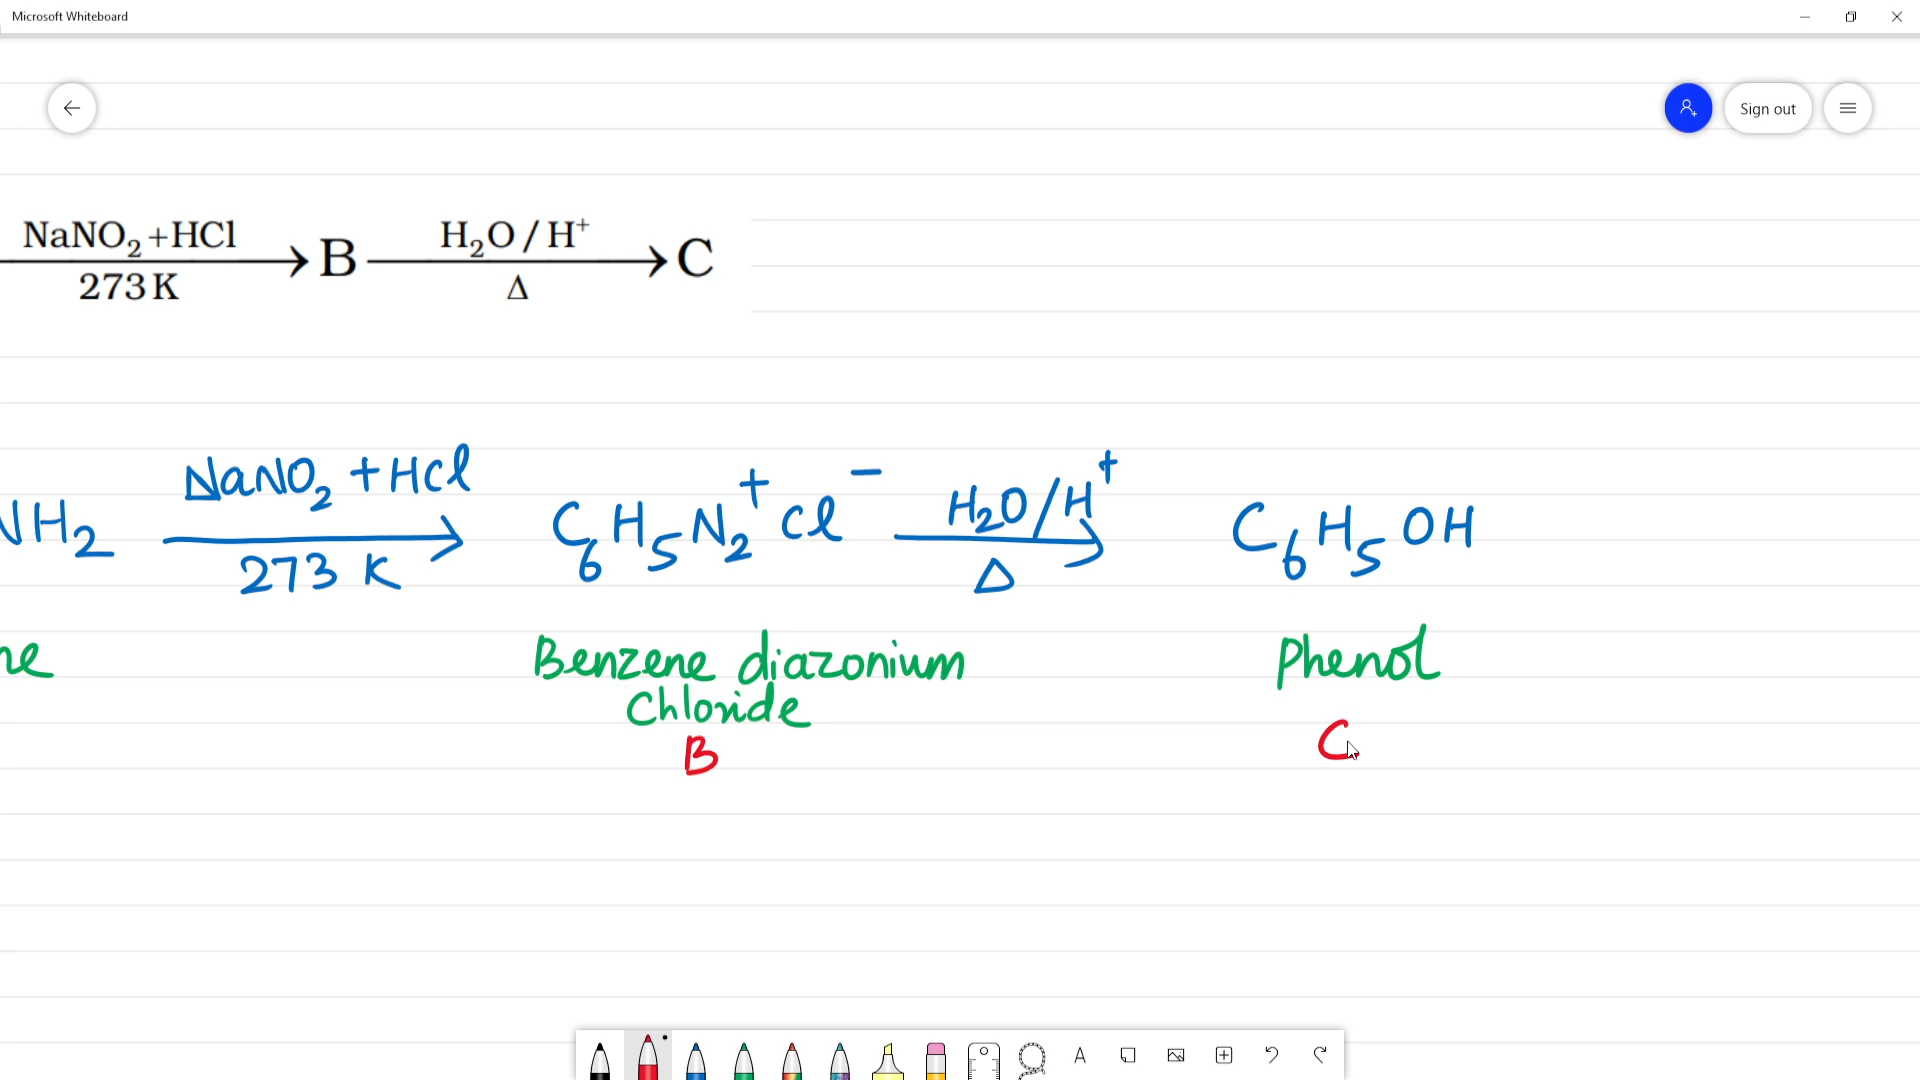 Microsoft Whiteboard
Sign out
NaNO₂+HCl H₂O / H⁺
→ B → C
273 K Δ
NaNO₂ + HCl H₂O/H⁺
NH₂ → C₆H₅N₂⁺Cl⁻ → C₆H₅OH
273 K Δ
ne Benzene diazonium Phenol
Chloride
B C
A